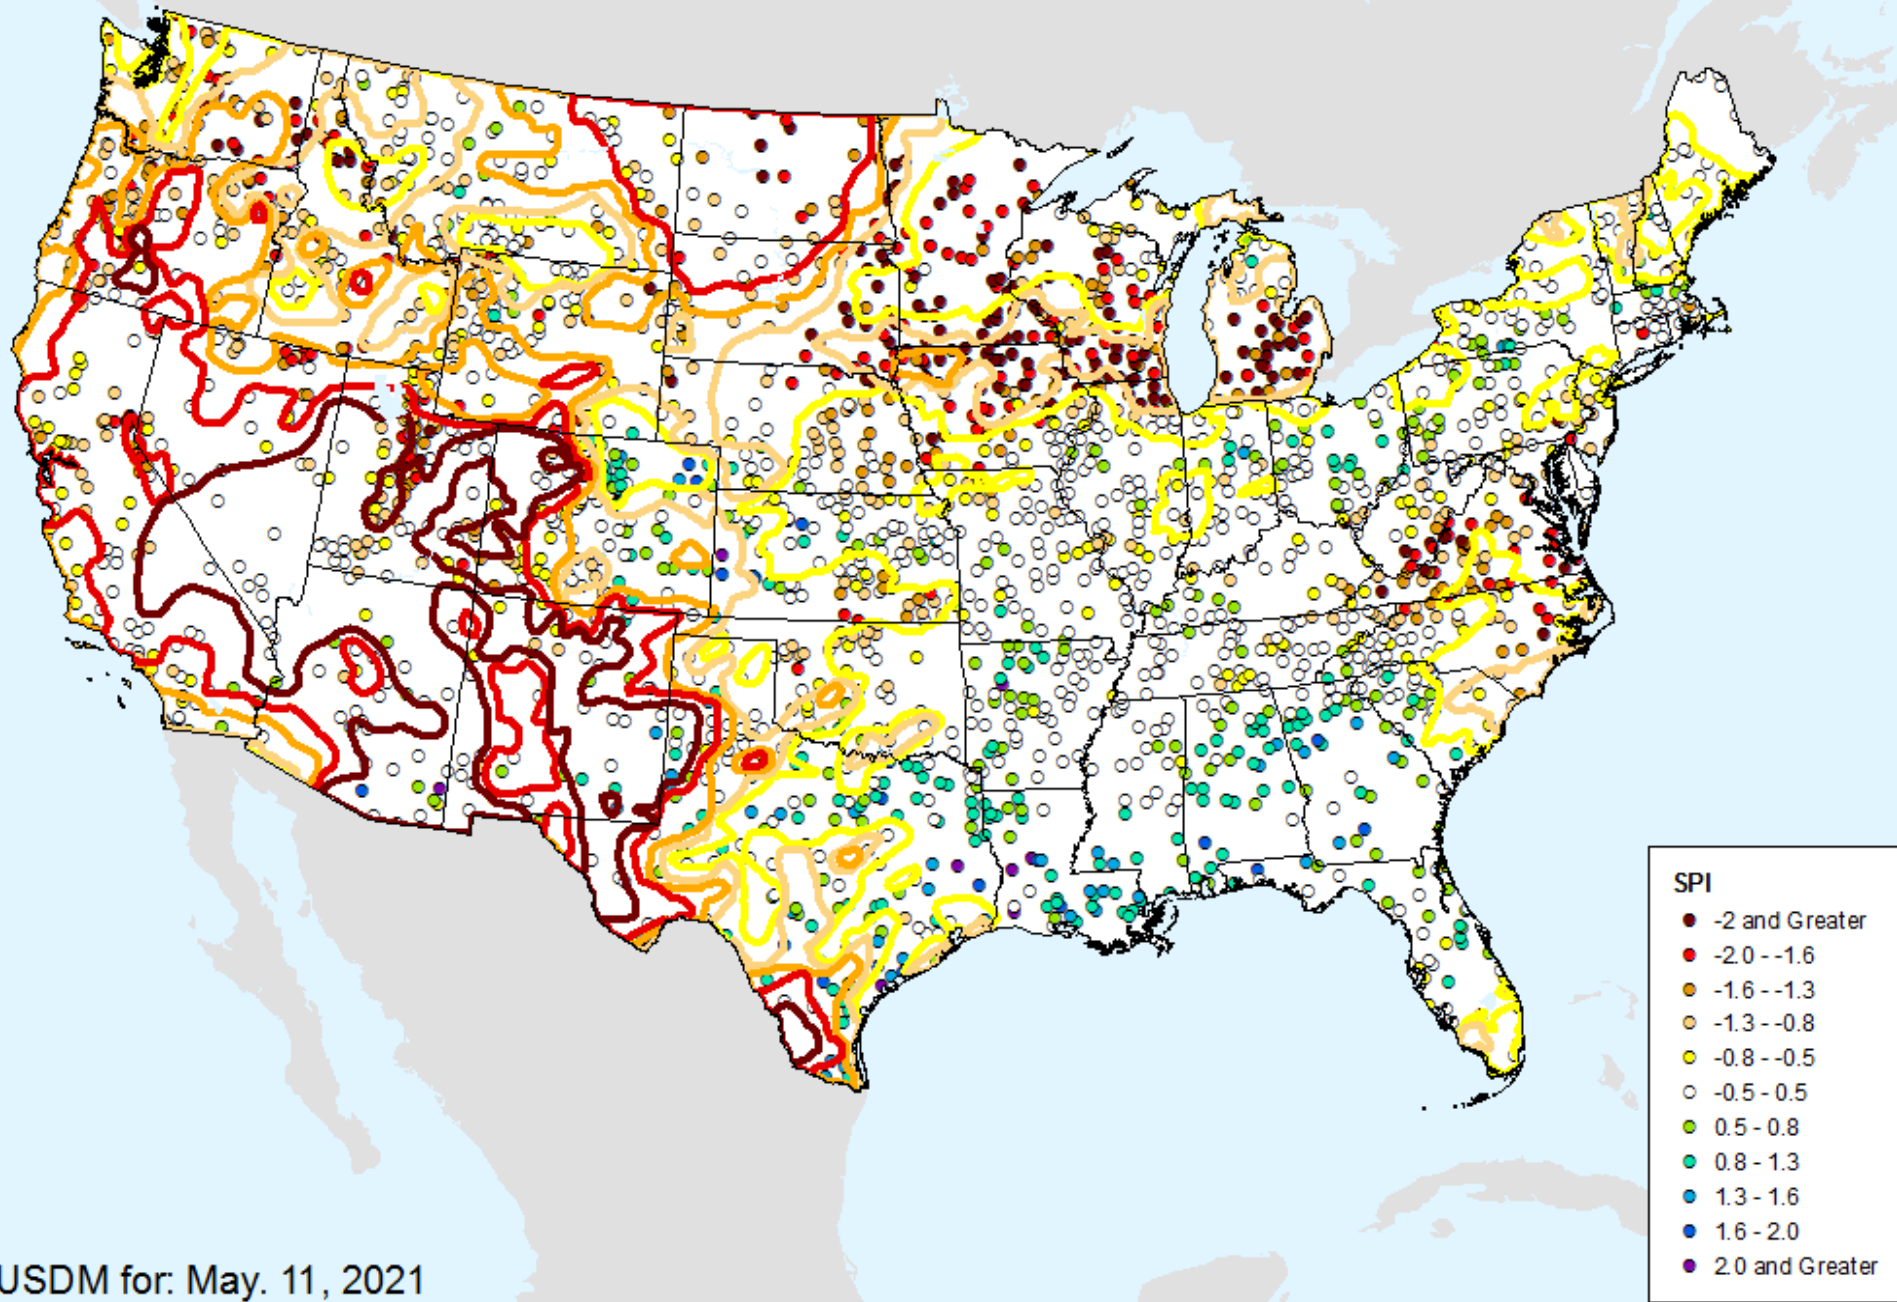 SPI
-2 and Greater
-2.0 - -1.6
-1.6 - -1.3
-1.3 - -0.8
-0.8 - -0.5
-0.5 - 0.5
0.5 - 0.8
0.8 - 1.3
1.3 - 1.6
1.6 - 2.0
2.0 and Greater
USDM for: May. 11, 2021